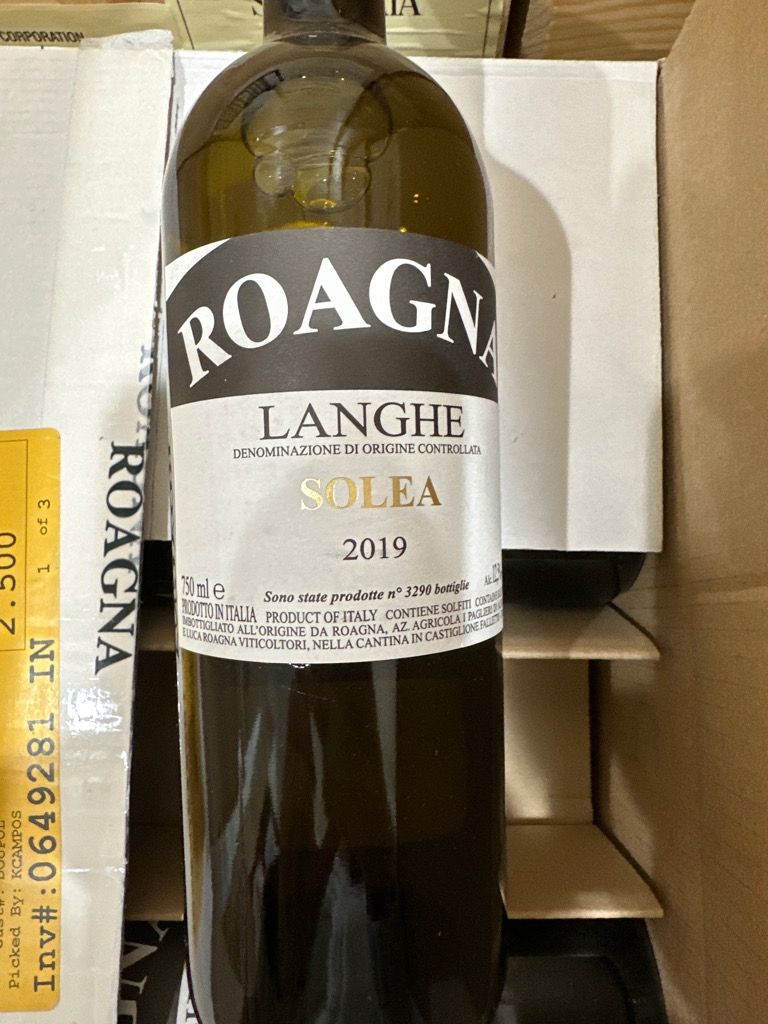 CORPORATION
ROAGNA
LANGHE
DENOMINAZIONE DI ORIGINE CONTROLLATA
SOLEA
2019
750 ml e
Sono state prodotte n° 3290 bottiglie
Alc.
PRODOTTO IN ITALIA PRODUCT OF ITALY CONTIENE SOLFITI
IMBOTTIGLIATO ALL'ORIGINE DA ROAGNA, AZ. AGRICOLA I PAGLIERI DI
E LUCA ROAGNA VITICOLTORI, NELLA CANTINA IN CASTIGLIONE FALLETTO
ROAGNA
2.500
1 of 3
Picked By: KCAMPOS
Inv#:0649281 IN